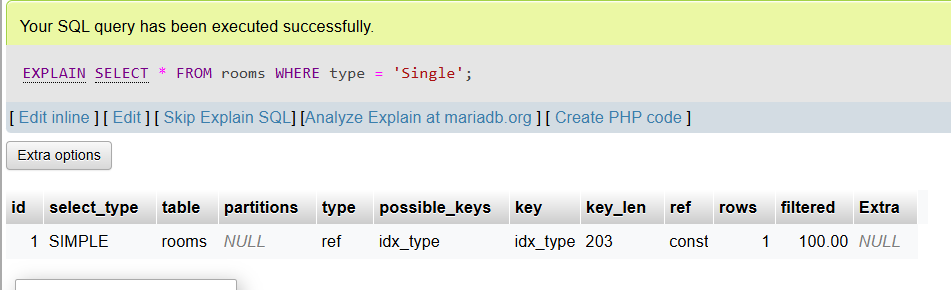 Your SQL query has been executed successfully.
EXPLAIN SELECT * FROM rooms WHERE type = 'Single';
[ Edit inline ] [ Edit ] [ Skip Explain SQL] [Analyze Explain at mariadb.org ] [ Create PHP code ]
Extra options
id select_type table partitions type possible_keys key key_len ref rows filtered Extra
1 SIMPLE rooms NULL ref idx_type idx_type 203 const 1 100.00 NULL